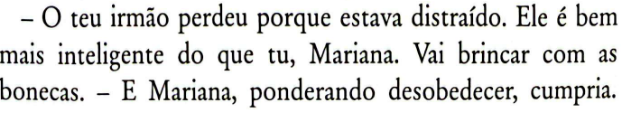 – O teu irmão perdeu porque estava distraído. Ele é bem
mais inteligente do que tu, Mariana. Vai brincar com as
bonecas. – E Mariana, ponderando desobedecer, cumpria.